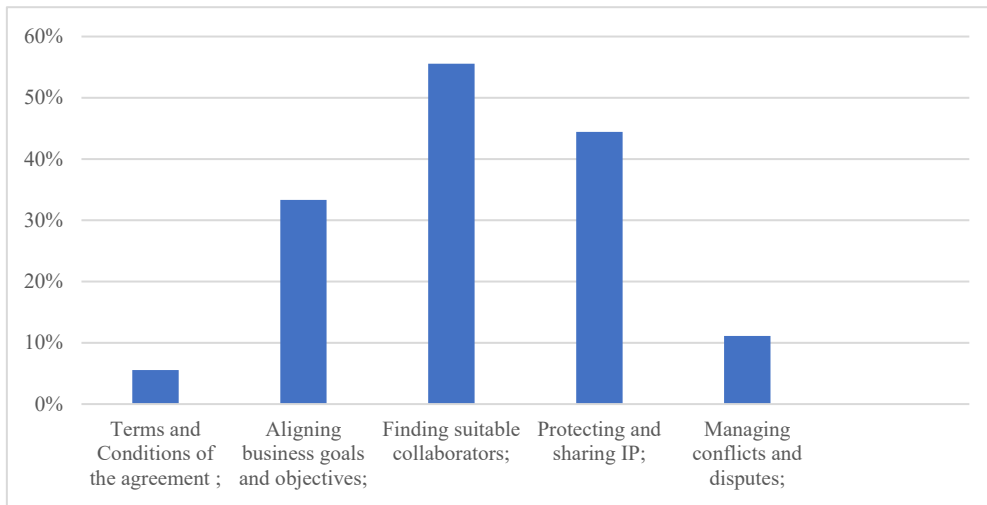 60%
50%
40%
30%
20%
10%
0%
Terms and
Conditions of
the agreement ;
Aligning
business goals
and objectives;
Finding suitable
collaborators;
Protecting and
sharing IP;
Managing
conflicts and
disputes;